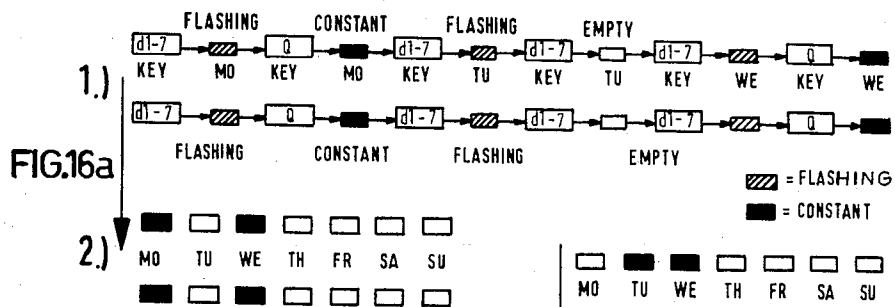 FLASHING CONSTANT FLASHING EMPTY
d1-7 Q d1-7 d1-7 d1-7 Q
KEY MO KEY MO KEY TU KEY TU KEY WE KEY WE
1.)
d1-7 Q d1-7 d1-7 d1-7 Q
FLASHING CONSTANT FLASHING EMPTY
FIG.16a
= FLASHING
= CONSTANT
2.)
MO TU WE TH FR SA SU
MO TU WE TH FR SA SU